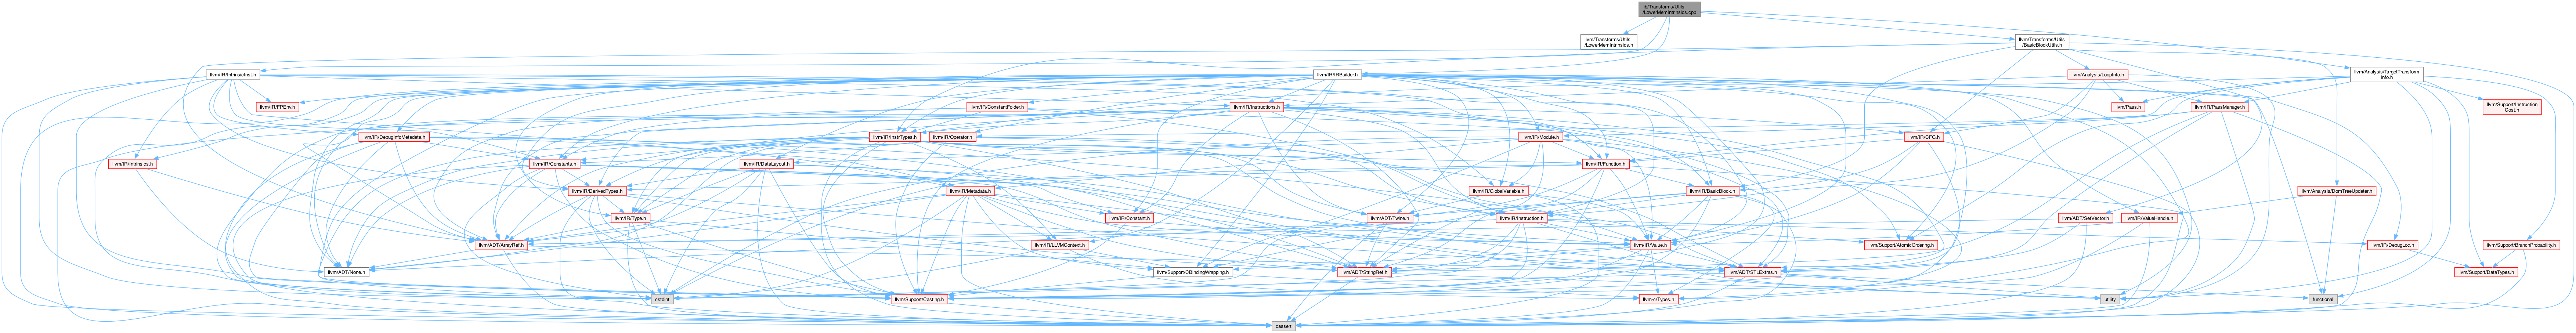 lib/Transforms/Utils
/LowerMemIntrinsics.cpp
llvm/Transforms/Utils
/LowerMemIntrinsics.h
llvm/Transforms/Utils
/BasicBlockUtils.h
llvm/IR/IntrinsicInst.h
llvm/IR/IRBuilder.h
llvm/Analysis/LoopInfo.h
llvm/Analysis/TargetTransform
Info.h
llvm/IR/FPEnv.h
llvm/IR/ConstantFolder.h
llvm/IR/Instructions.h
llvm/Pass.h
llvm/IR/PassManager.h
llvm/Support/Instruction
Cost.h
llvm/IR/DebugInfoMetadata.h
llvm/IR/InstrTypes.h
llvm/IR/Operator.h
llvm/IR/Module.h
llvm/IR/CFG.h
llvm/IR/Intrinsics.h
llvm/IR/Constants.h
llvm/IR/DataLayout.h
llvm/IR/Function.h
llvm/IR/DerivedTypes.h
llvm/IR/Metadata.h
llvm/IR/GlobalVariable.h
llvm/IR/BasicBlock.h
llvm/Analysis/DomTreeUpdater.h
llvm/IR/Type.h
llvm/IR/Constant.h
llvm/ADT/Twine.h
llvm/IR/Instruction.h
llvm/ADT/SetVector.h
llvm/IR/ValueHandle.h
llvm/ADT/ArrayRef.h
llvm/IR/LLVMContext.h
llvm/IR/Value.h
llvm/Support/AtomicOrdering.h
llvm/IR/DebugLoc.h
llvm/Support/BranchProbability.h
llvm/ADT/None.h
llvm/Support/CBindingWrapping.h
llvm/ADT/StringRef.h
llvm/ADT/STLExtras.h
llvm/Support/DataTypes.h
cstdint
llvm/Support/Casting.h
llvm-c/Types.h
utility
functional
cassert